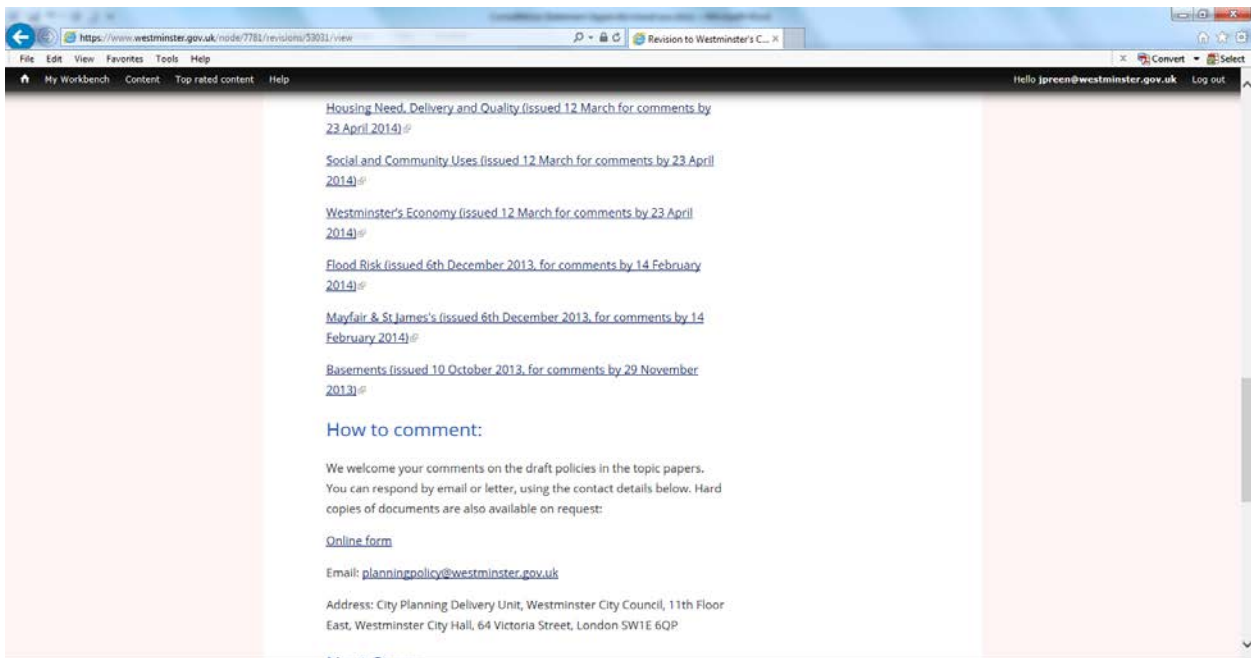 https://www.westminster.gov.uk/node/7781/revisions/53031/view
Revision to Westminster's C...
File Edit View Favorites Tools Help
Convert Select
My Workbench Content Top rated content Help
Hello jpreen@westminster.gov.uk Log out
Housing Need, Delivery and Quality (issued 12 March for comments by
23 April 2014)
Social and Community Uses (issued 12 March for comments by 23 April
2014)
Westminster's Economy (issued 12 March for comments by 23 April
2014)
Flood Risk (issued 6th December 2013, for comments by 14 February
2014)
Mayfair & St James's (issued 6th December 2013, for comments by 14
February 2014)
Basements (issued 10 October 2013, for comments by 29 November
2013)
How to comment:
We welcome your comments on the draft policies in the topic papers.
You can respond by email or letter, using the contact details below. Hard
copies of documents are also available on request:
Online form
Email: planningpolicy@westminster.gov.uk
Address: City Planning Delivery Unit, Westminster City Council, 11th Floor
East, Westminster City Hall, 64 Victoria Street, London SW1E 6QP